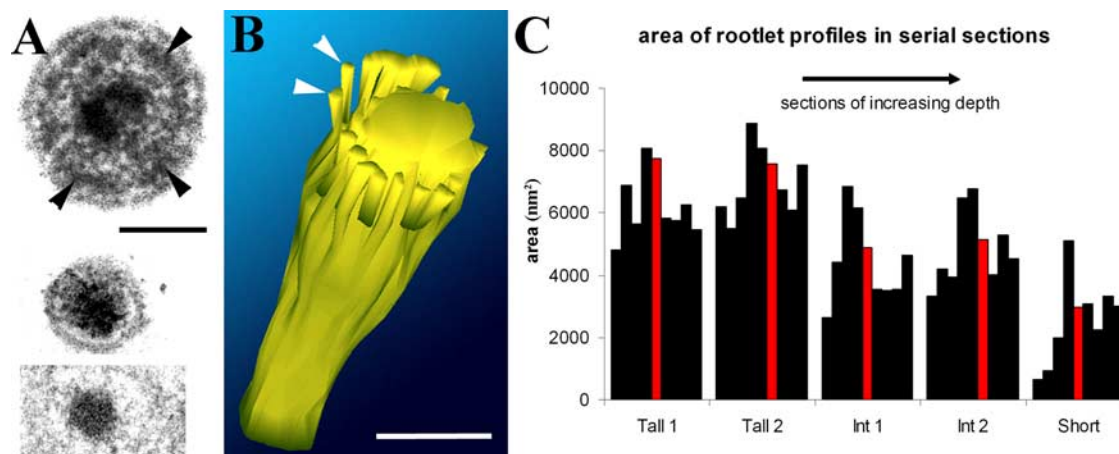 A
B
C
area of rootlet profiles in serial sections
sections of increasing depth
area (nm²)
10000
8000
6000
4000
2000
0
Tall 1
Tall 2
Int 1
Int 2
Short